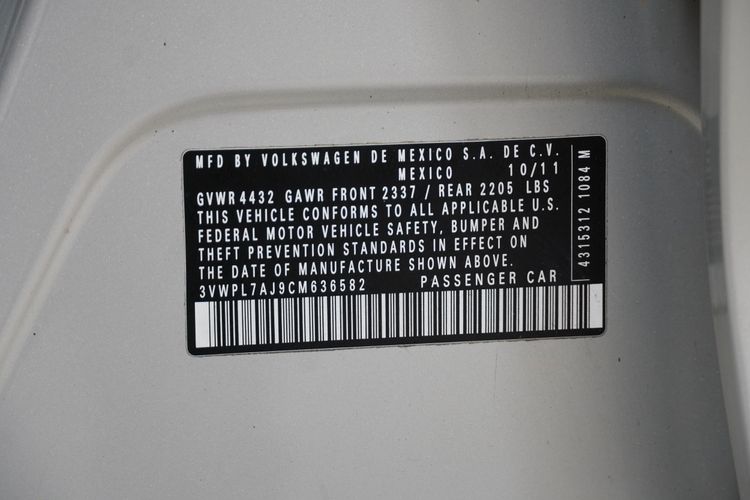 MFD BY VOLKSWAGEN DE MEXICO S.A. DE C.V.
MEXICO 10/11
GVWR 4432 GAWR FRONT 2337 / REAR 2205 LBS
THIS VEHICLE CONFORMS TO ALL APPLICABLE U.S.
FEDERAL MOTOR VEHICLE SAFETY, BUMPER AND
THEFT PREVENTION STANDARDS IN EFFECT ON
THE DATE OF MANUFACTURE SHOWN ABOVE.
3VWPL7AJ9CM636582 PASSENGER CAR
4315312 1084 M